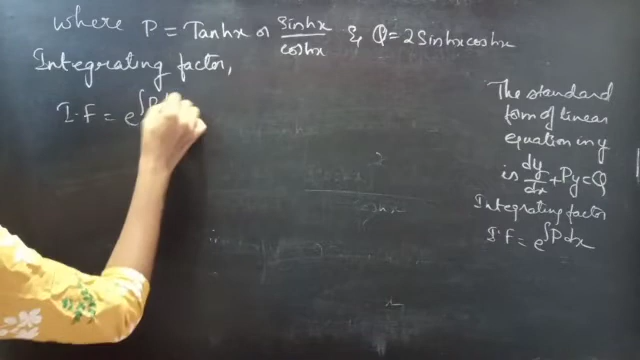 where P = Tanhx or sinhx/coshx & Q = 2 Sinhx coshx
Integrating factor,
I.F = e^∫P
The standard
form of linear
equation in y
is dy/dx + Py = Q
Integrating factor
I.F = e^∫Pdx